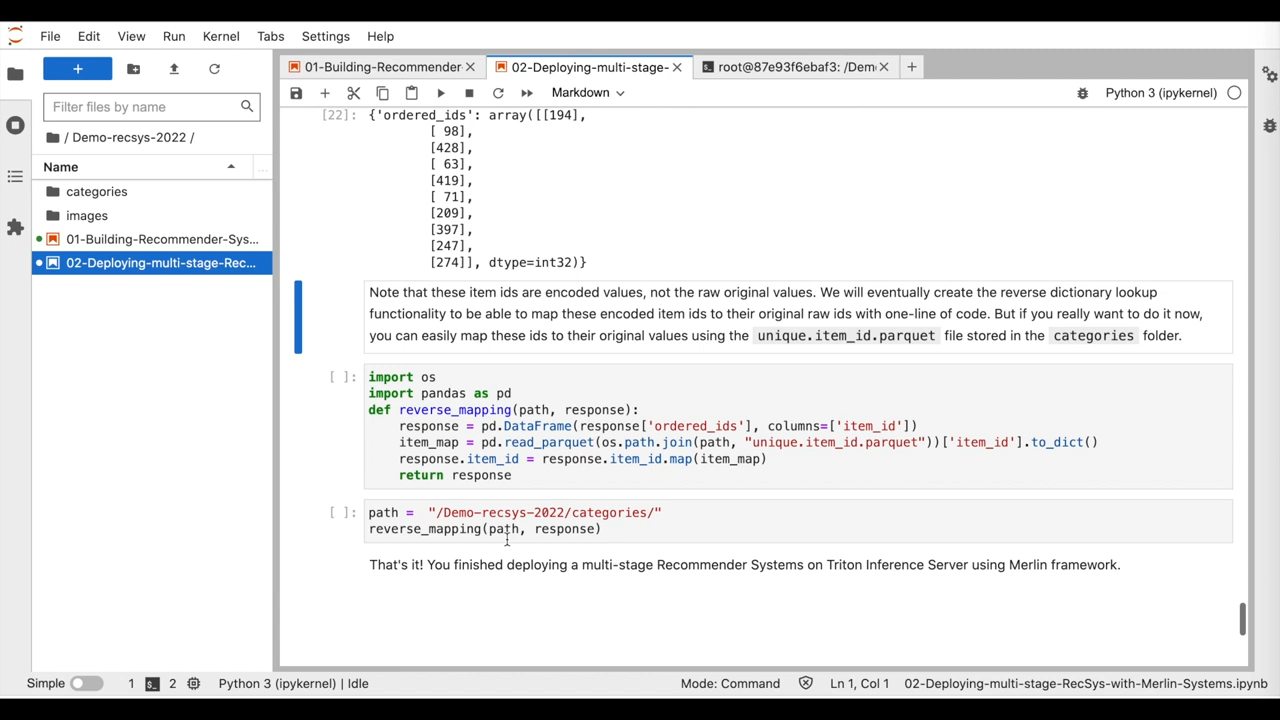 File Edit View Run Kernel Tabs Settings Help
01-Building-Recommender
02-Deploying-multi-stage-
root@87e93f6ebaf3: /Dem
Filter files by name
Markdown
Python 3 (ipykernel)
/ Demo-recsys-2022 /
Name
categories
images
01-Building-Recommender-Sys...
02-Deploying-multi-stage-Rec...
[22]: {'ordered_ids': array([[194],
[ 98],
[428],
[ 63],
[419],
[ 71],
[209],
[397],
[247],
[274]], dtype=int32)}
Note that these item ids are encoded values, not the raw original values. We will eventually create the reverse dictionary lookup
functionality to be able to map these encoded item ids to their original raw ids with one-line of code. But if you really want to do it now,
you can easily map these ids to their original values using the unique.item_id.parquet file stored in the categories folder.
[ ]: import os
import pandas as pd
def reverse_mapping(path, response):
response = pd.DataFrame(response['ordered_ids'], columns=['item_id'])
item_map = pd.read_parquet(os.path.join(path, "unique.item_id.parquet"))['item_id'].to_dict()
response.item_id = response.item_id.map(item_map)
return response
[ ]: path = "/Demo-recsys-2022/categories/"
reverse_mapping(path, response)
That's it! You finished deploying a multi-stage Recommender Systems on Triton Inference Server using Merlin framework.
Simple 1 2 Python 3 (ipykernel) | Idle Mode: Command Ln 1, Col 1 02-Deploying-multi-stage-RecSys-with-Merlin-Systems.ipynb